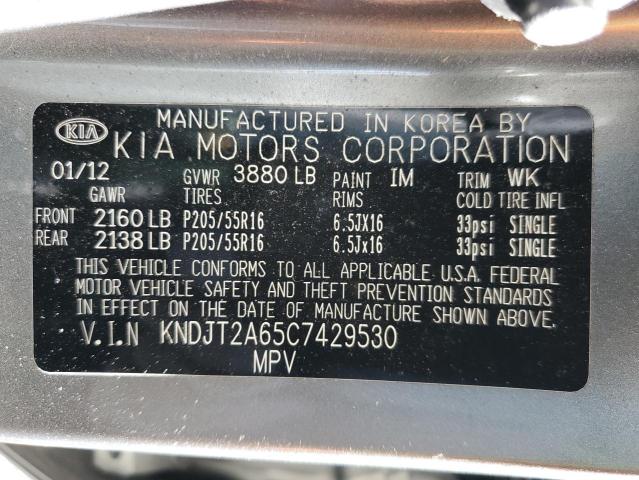 MANUFACTURED IN KOREA BY
KIA KIA MOTORS CORPORATION
01/12 GVWR 3880 LB PAINT IM TRIM WK
GAWR TIRES RIMS COLD TIRE INFL
FRONT 2160 LB P205/55R16 6.5JX16 33psi SINGLE
REAR 2138 LB P205/55R16 6.5Jx16 33psi SINGLE
THIS VEHICLE CONFORMS TO ALL APPLICABLE U.S.A. FEDERAL
MOTOR VEHICLE SAFETY AND THEFT PREVENTION STANDARDS
IN EFFECT ON THE DATE OF MANUFACTURE SHOWN ABOVE.
V.I.N KNDJT2A65C7429530
MPV